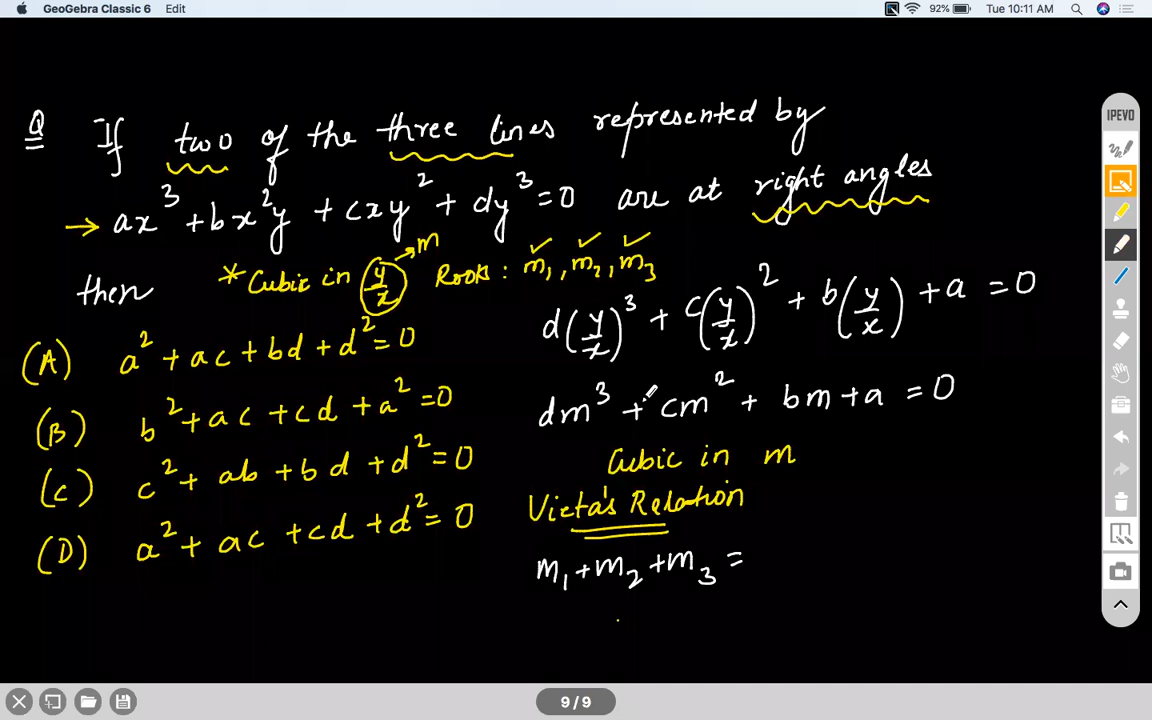 GeoGebra Classic 6 Edit 92% Tue 10:11 AM
IPEVO
Q If two of the three lines represented by
→ ax³ + bx²y + cxy² + dy³ = 0 are at right angles
then
* Cubic in (y/x) → m Roots : m₁, m₂, m₃
✓ ✓ ✓
d(y/x)³ + c(y/x)² + b(y/x) + a = 0
(A) a² + ac + bd + d² = 0
(B) b² + ac + cd + a² = 0
(C) c² + ab + bd + d² = 0
(D) a² + ac + cd + d² = 0
dm³ + cm² + bm + a = 0
Cubic in m
Vieta's Relation
m₁ + m₂ + m₃ =
9 / 9